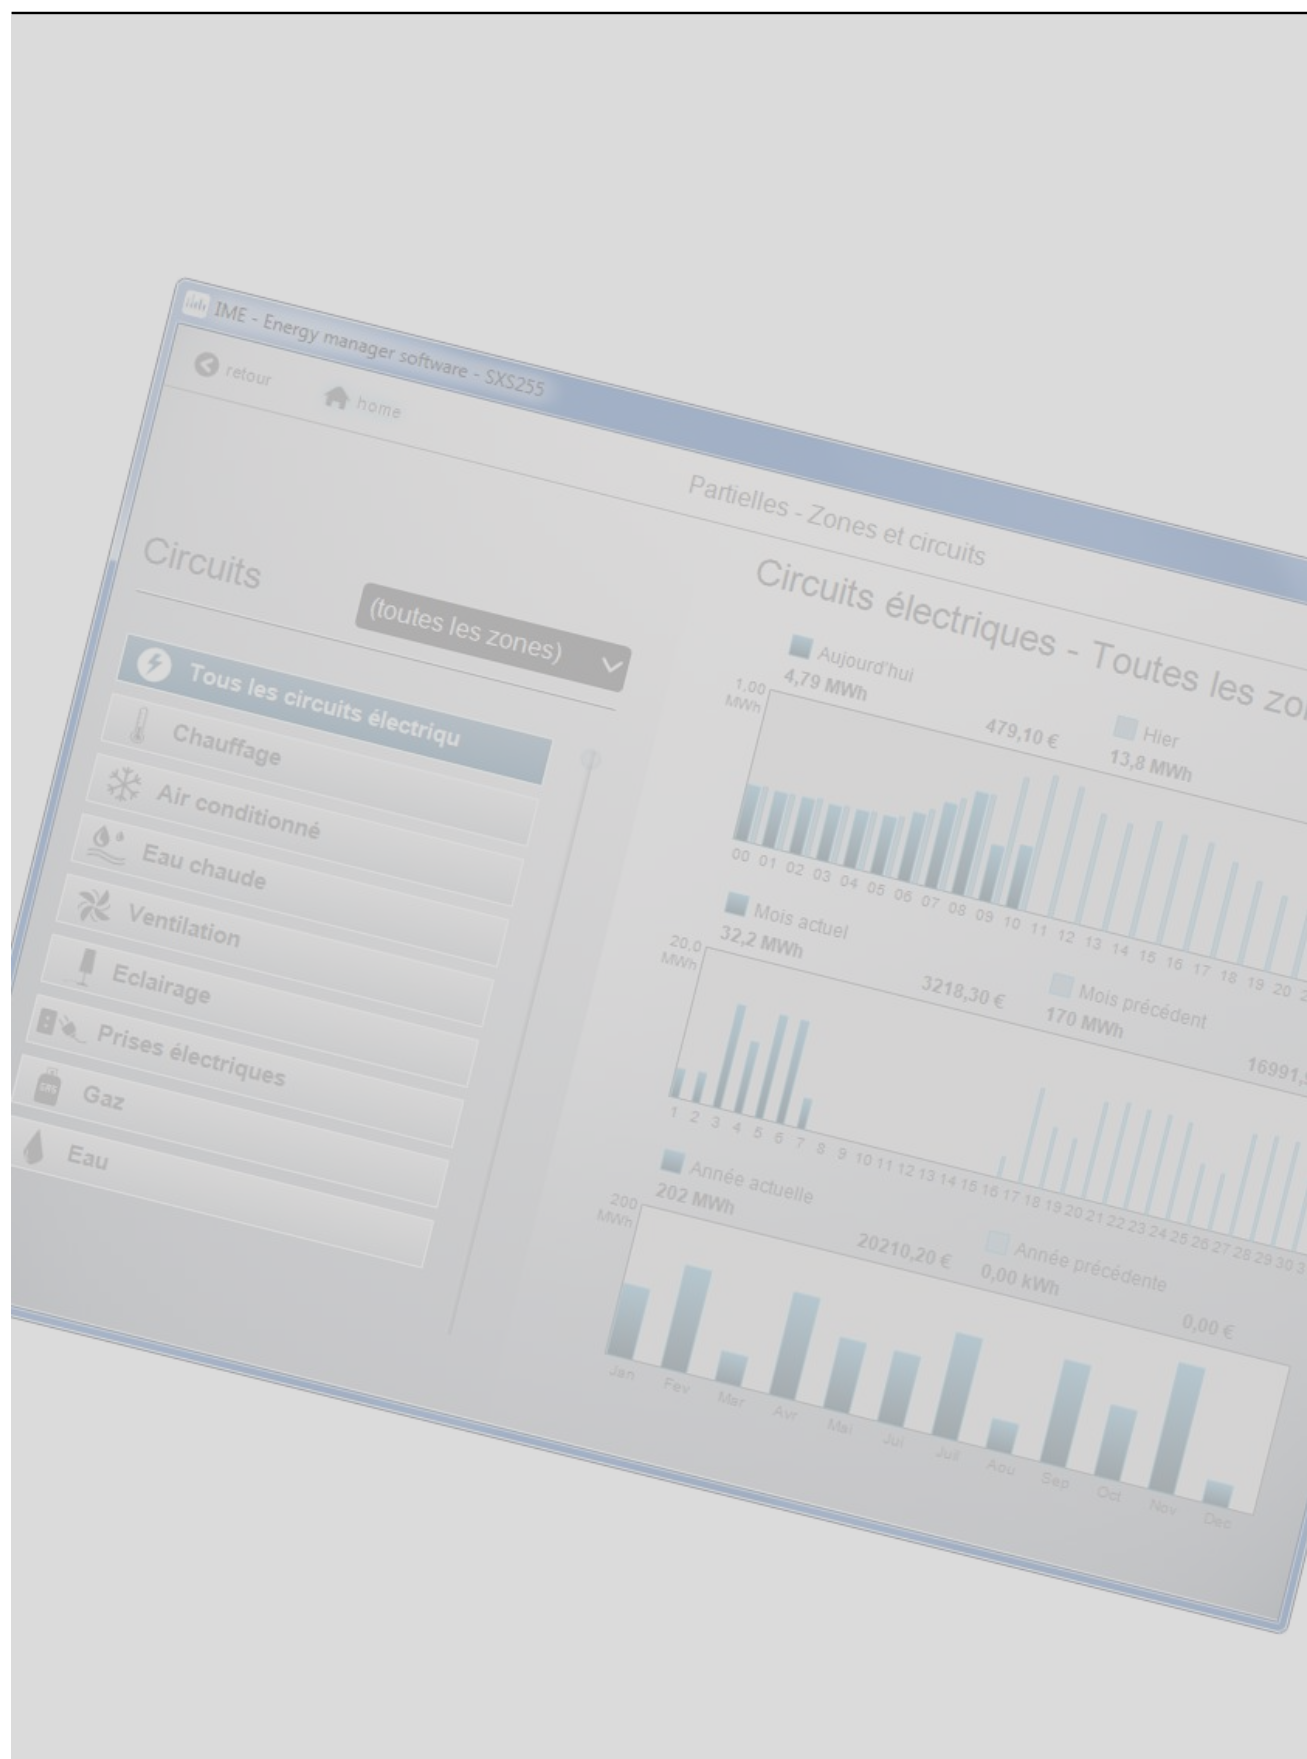 IME - Energy manager software - SXS255
retour
home
Partielles - Zones et circuits
Circuits
(toutes les zones)
Tous les circuits électriqu
Chauffage
Air conditionné
Eau chaude
Ventilation
Eclairage
Prises électriques
GAS
Gaz
Eau
Circuits électriques - Toutes les zo
Aujourd'hui
4,79 MWh
479,10 €
Hier
13,8 MWh
1,00
MWh
00 01 02 03 04 05 06 07 08 09 10 11 12 13 14 15 16 17 18 19 20 2
Mois actuel
32,2 MWh
3218,30 €
Mois précédent
170 MWh
16991,
20,0
MWh
1 2 3 4 5 6 7 8 9 10 11 12 13 14 15 16 17 18 19 20 21 22 23 24 25 26 27 28 29 30 3
Année actuelle
202 MWh
20210,20 €
Année précédente
0,00 kWh
0,00 €
200
MWh
Jan Fev Mar Avr Mai Jui Juil Aou Sep Oct Nov Dec